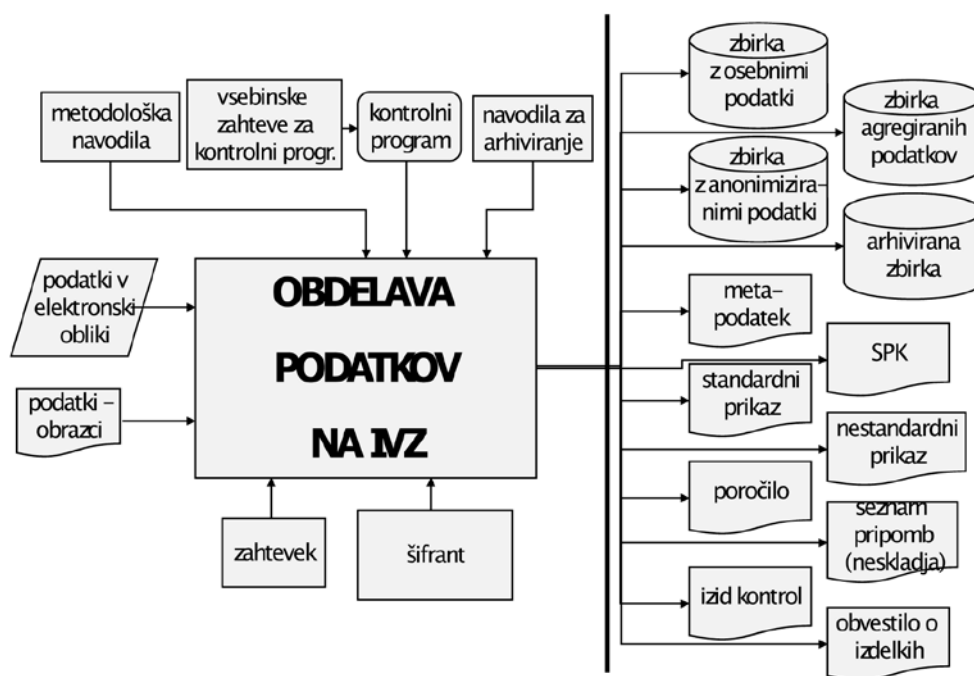 metodološka
navodila
vsebinske
zahteve za
kontrolni progr.
kontrolni
program
navodila za
arhiviranje
podatki v
elektronski
obliki
podatki –
obrazci
OBDELAVA
PODATKOV
NA IVZ
zahtevek
šifrant
zbirka
z osebnimi
podatki
zbirka
agregiranih
podatkov
zbirka
z anonimizira-
nimi podatki
arhivirana
zbirka
meta–
podatek
SPK
standardni
prikaz
nestandardni
prikaz
poročilo
seznam
pripomb
(neskladja)
izid kontrol
obvestilo o
izdelkih